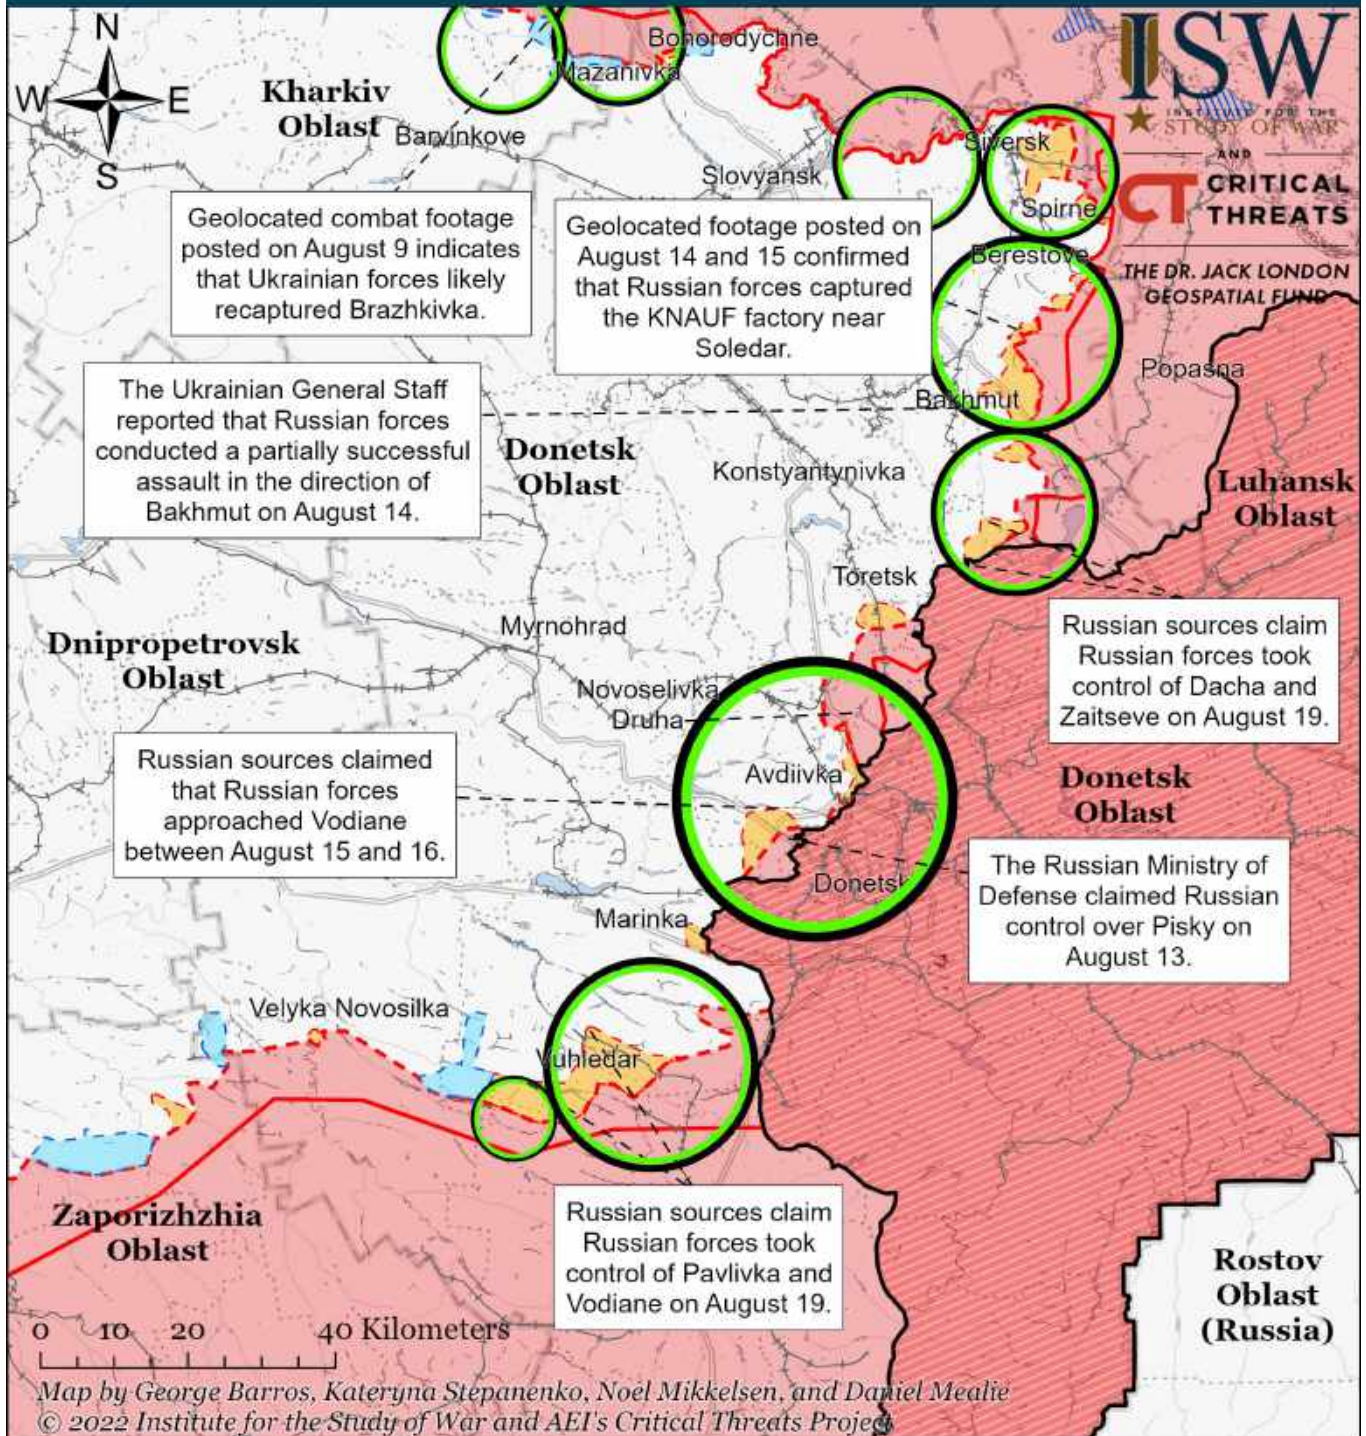 N
W
E
S
Kharkiv
Oblast
Barvinkove
Bohorodychne
Mazanivka
Slovyansk
Siversk
Spirne
ISW
INSTITUTE FOR THE
STUDY OF WAR
AND
CT CRITICAL
THREATS
THE DR. JACK LONDON
GEOSPATIAL FUND
Geolocated combat footage
posted on August 9 indicates
that Ukrainian forces likely
recaptured Brazhkivka.
Geolocated footage posted on
August 14 and 15 confirmed
that Russian forces captured
the KNAUF factory near
Soledar.
Berestove
Popasna
Bakhmut
The Ukrainian General Staff
reported that Russian forces
conducted a partially successful
assault in the direction of
Bakhmut on August 14.
Donetsk
Oblast
Konstyantynivka
Luhansk
Oblast
Toretsk
Myrnohrad
Dnipropetrovsk
Oblast
Russian sources claim
Russian forces took
control of Dacha and
Zaitseve on August 19.
Novoselivka
Druha
Avdiivka
Russian sources claimed
that Russian forces
approached Vodiane
between August 15 and 16.
Donetsk
Oblast
Donetsk
The Russian Ministry of
Defense claimed Russian
control over Pisky on
August 13.
Marinka
Velyka Novosilka
Vuhledar
Russian sources claim
Russian forces took
control of Pavlivka and
Vodiane on August 19.
Zaporizhzhia
Oblast
Rostov
Oblast
(Russia)
0 10 20 40 Kilometers
Map by George Barros, Kateryna Stepanenko, Noel Mikkelsen, and Daniel Mealie
© 2022 Institute for the Study of War and AEI's Critical Threats Project